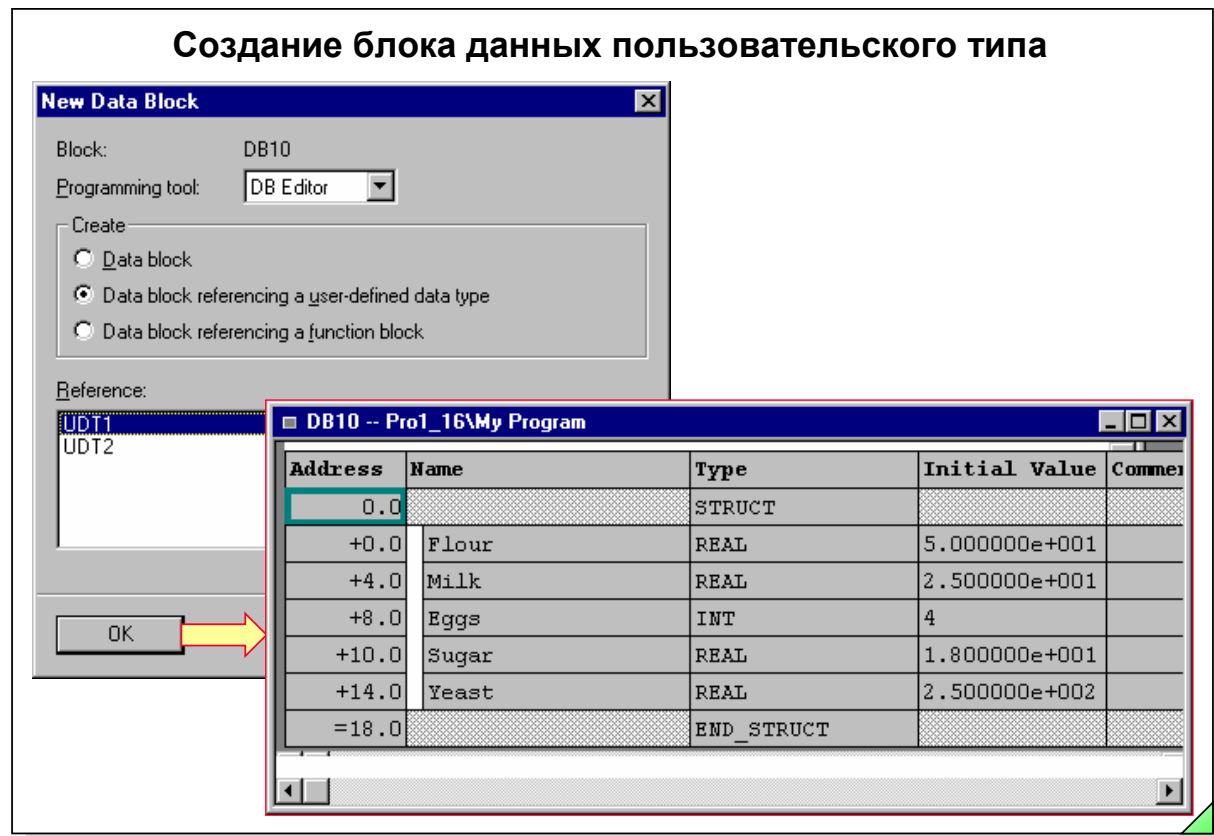 Создание блока данных пользовательского типа
New Data Block
Block: DB10
Programming tool: DB Editor
Create
Data block
Data block referencing a user-defined data type
Data block referencing a function block
Reference:
UDT1
UDT2
OK
DB10 -- Pro1_16\My Program
Address Name Type Initial Value Commen
0.0 STRUCT
+0.0 Flour REAL 5.000000e+001
+4.0 Milk REAL 2.500000e+001
+8.0 Eggs INT 4
+10.0 Sugar REAL 1.800000e+001
+14.0 Yeast REAL 2.500000e+002
=18.0 END_STRUCT